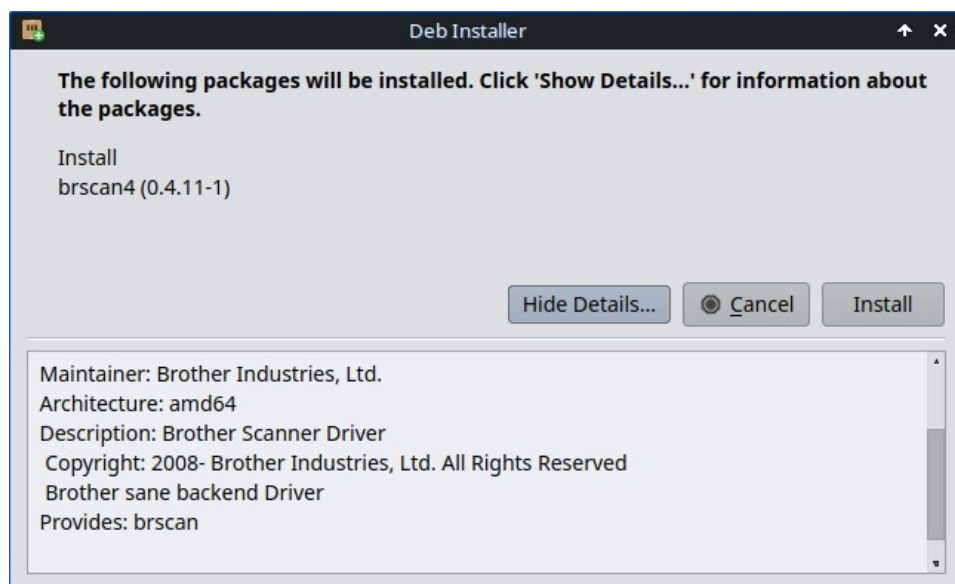 Deb Installer
The following packages will be installed. Click 'Show Details...' for information about
the packages.
Install
brscan4 (0.4.11-1)
Hide Details...
Cancel
Install
Maintainer: Brother Industries, Ltd.
Architecture: amd64
Description: Brother Scanner Driver
Copyright: 2008- Brother Industries, Ltd. All Rights Reserved
Brother sane backend Driver
Provides: brscan